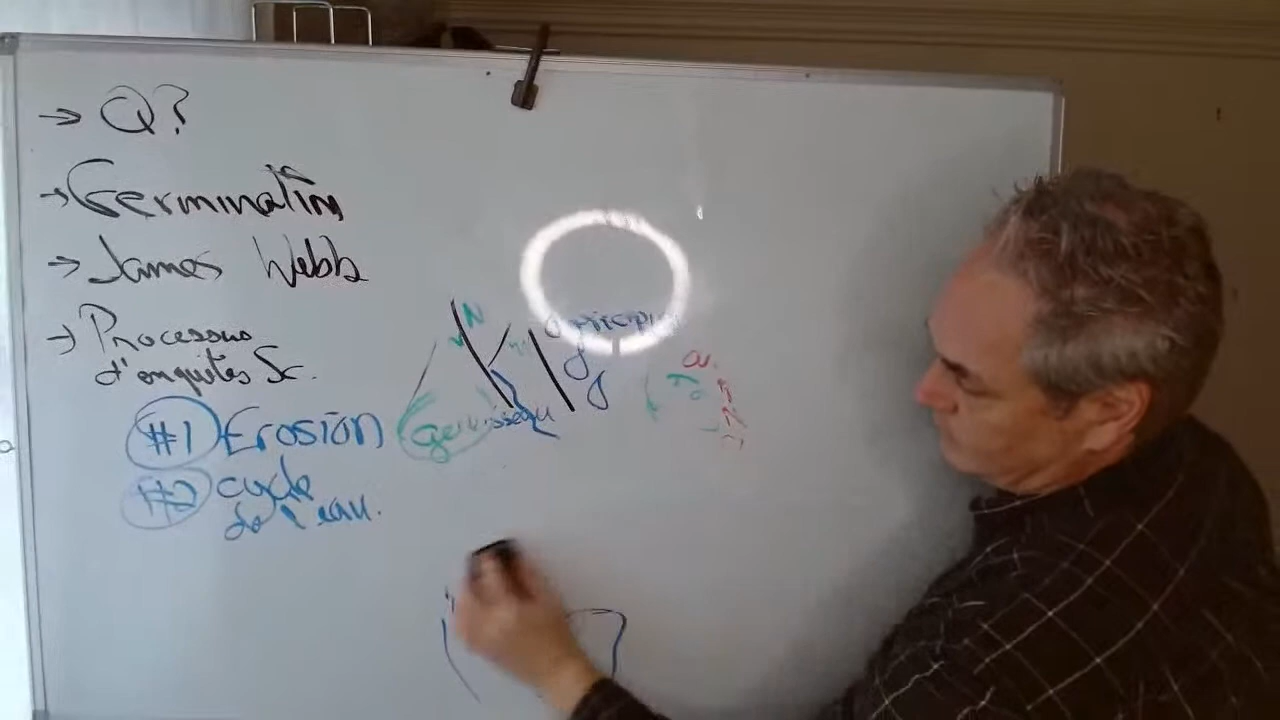 → Q?
→ Germination
→ James Webb
→ Processus
d'enquêtes Sc.
#1 Erosion
#2 cycle
de l'eau.